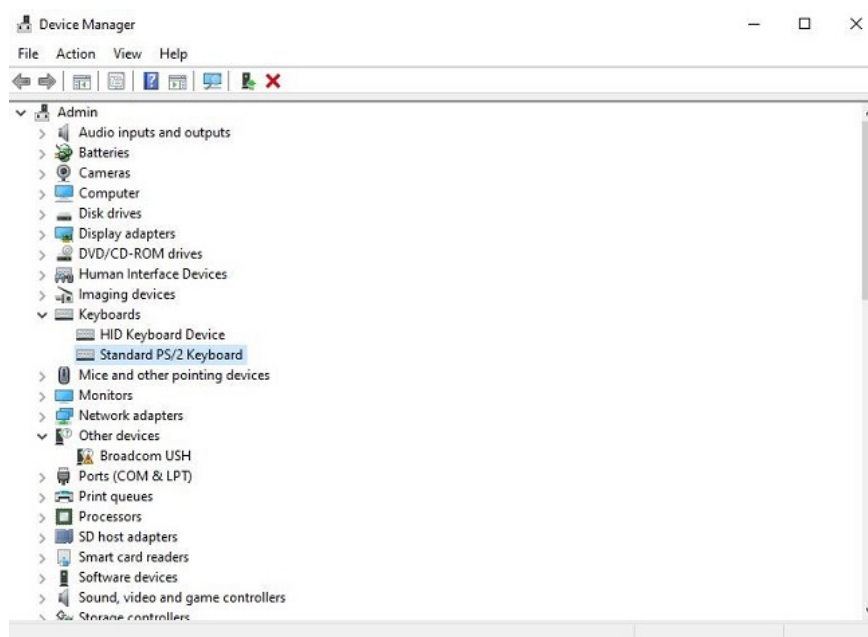 Device Manager
File Action View Help
Admin
Audio inputs and outputs
Batteries
Cameras
Computer
Disk drives
Display adapters
DVD/CD-ROM drives
Human Interface Devices
Imaging devices
Keyboards
HID Keyboard Device
Standard PS/2 Keyboard
Mice and other pointing devices
Monitors
Network adapters
Other devices
Broadcom USH
Ports (COM & LPT)
Print queues
Processors
SD host adapters
Smart card readers
Software devices
Sound, video and game controllers
Storage controllers